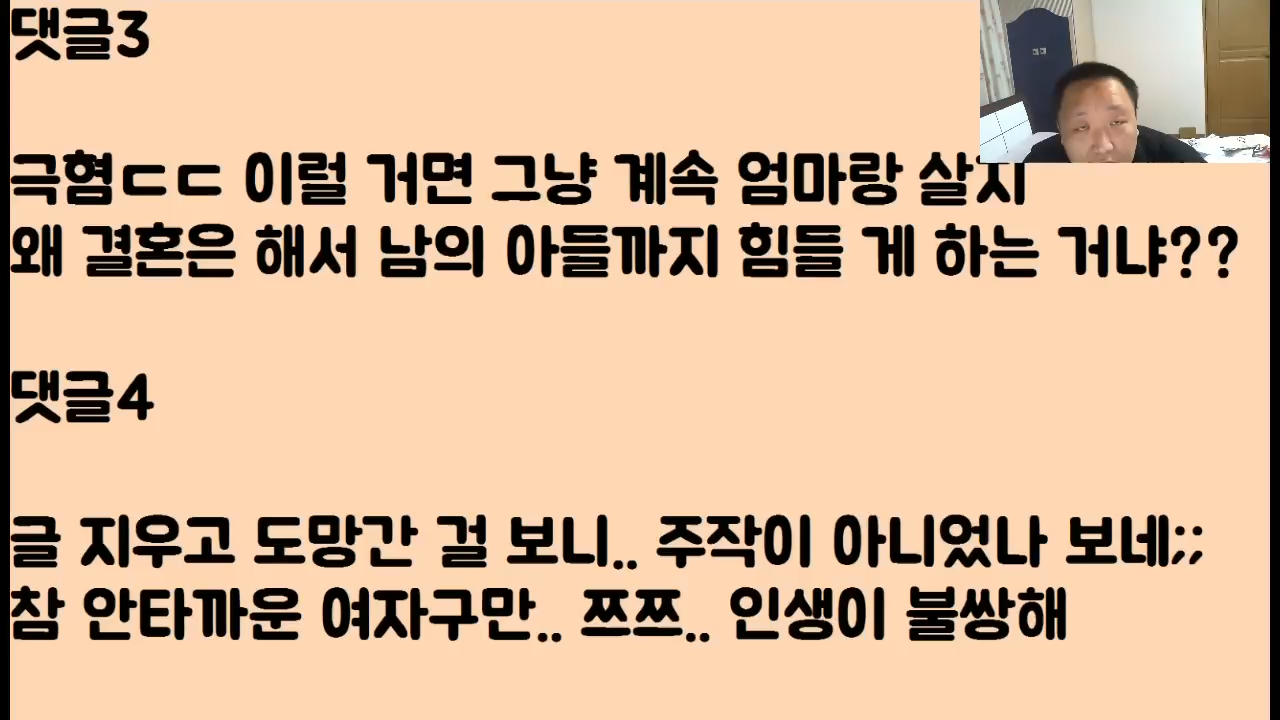 댓글3
극혐ㄷㄷ 이럴 거면 그냥 계속 엄마랑 살지
왜 결혼은 해서 남의 아들까지 힘들 게 하는 거냐??
댓글4
글 지우고 도망간 걸 보니.. 주작이 아니었나 보네;;
참 안타까운 여자구만.. 쯔쯔.. 인생이 불쌍해